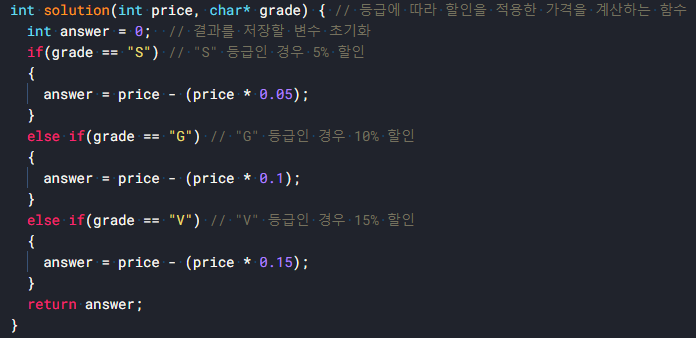 int solution(int price, char* grade) { // 등급에 따라 할인을 적용한 가격을 계산하는 함수
  int answer = 0;  // 결과를 저장할 변수 초기화
  if(grade == "S") // "S" 등급인 경우 5% 할인
  {
    answer = price - (price * 0.05);
  }
  else if(grade == "G") // "G" 등급인 경우 10% 할인
  {
    answer = price - (price * 0.1);
  }
  else if(grade == "V") // "V" 등급인 경우 15% 할인
  {
    answer = price - (price * 0.15);
  }
  return answer;
}